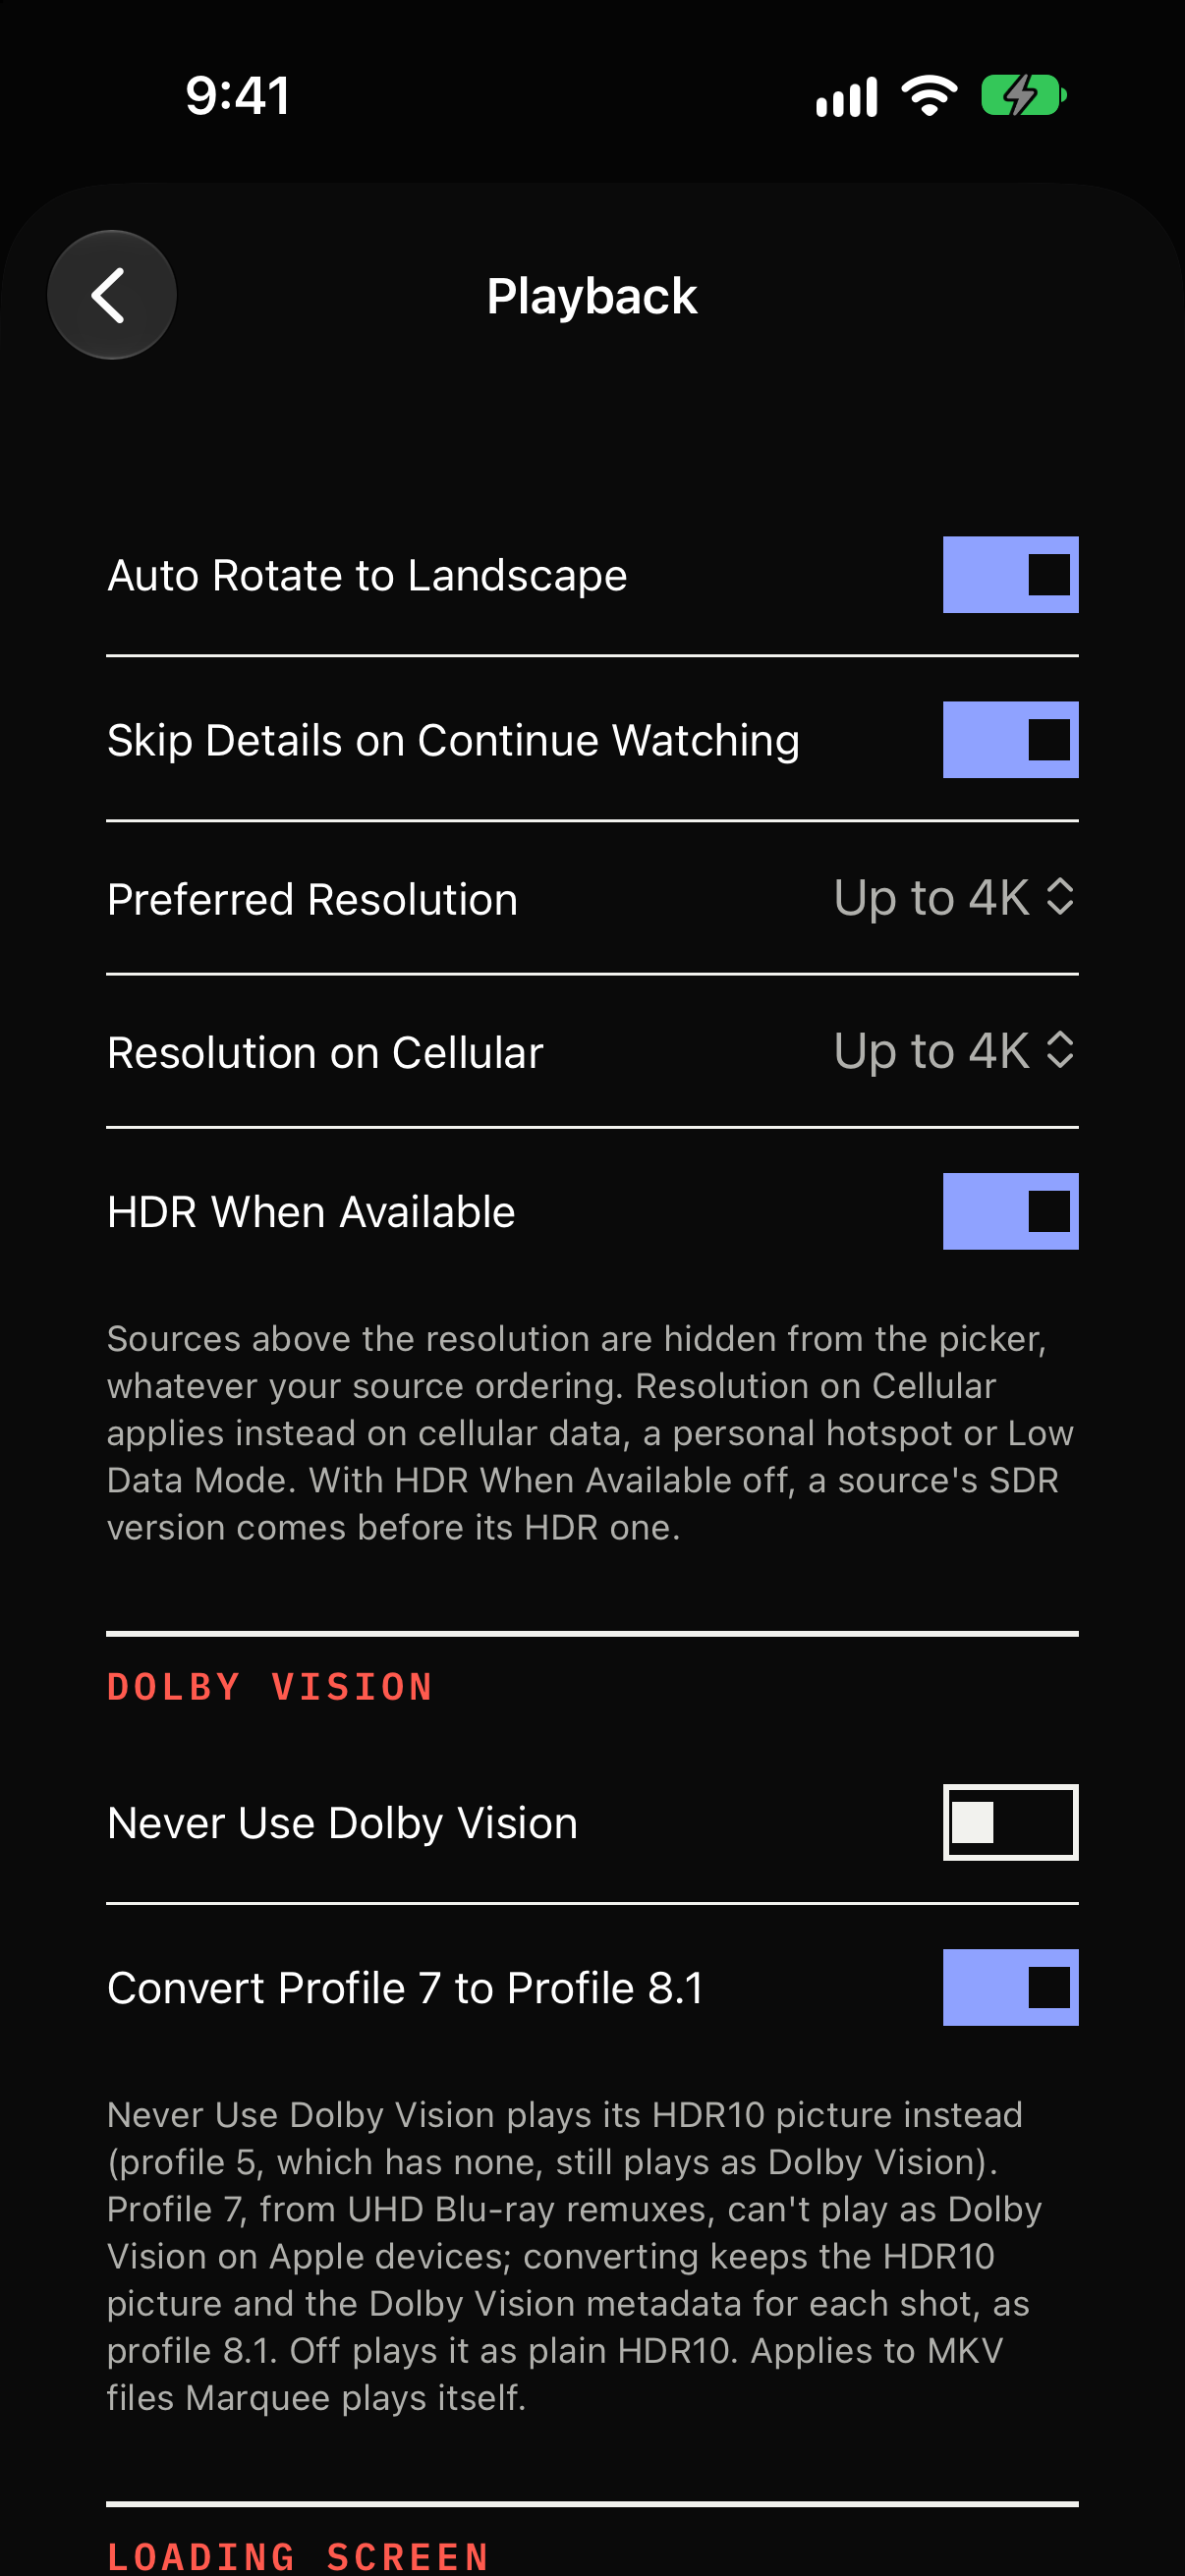 9:41
Playback
Auto Rotate to Landscape
Skip Details on Continue Watching
Preferred Resolution Up to 4K
Resolution on Cellular Up to 4K
HDR When Available
Sources above the resolution are hidden from the picker,
whatever your source ordering. Resolution on Cellular
applies instead on cellular data, a personal hotspot or Low
Data Mode. With HDR When Available off, a source's SDR
version comes before its HDR one.
DOLBY VISION
Never Use Dolby Vision
Convert Profile 7 to Profile 8.1
Never Use Dolby Vision plays its HDR10 picture instead
(profile 5, which has none, still plays as Dolby Vision).
Profile 7, from UHD Blu-ray remuxes, can't play as Dolby
Vision on Apple devices; converting keeps the HDR10
picture and the Dolby Vision metadata for each shot, as
profile 8.1. Off plays it as plain HDR10. Applies to MKV
files Marquee plays itself.
LOADING SCREEN